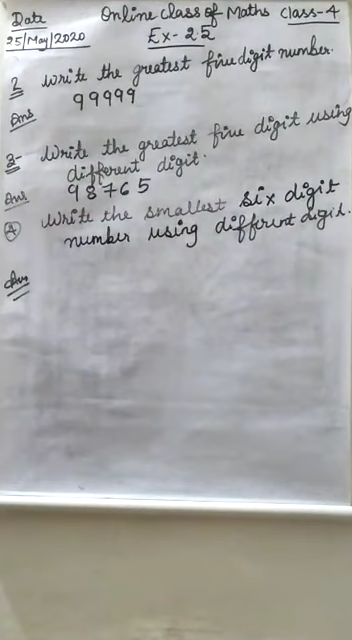 Date Online Class of Maths Class-4
25/May/2020 Ex- 25
2 Write the greatest five digit number.
Ans 99999
3- Write the greatest five digit using
different digit.
Ans 98765
4 Write the smallest six digit
number using different digit.
Ans